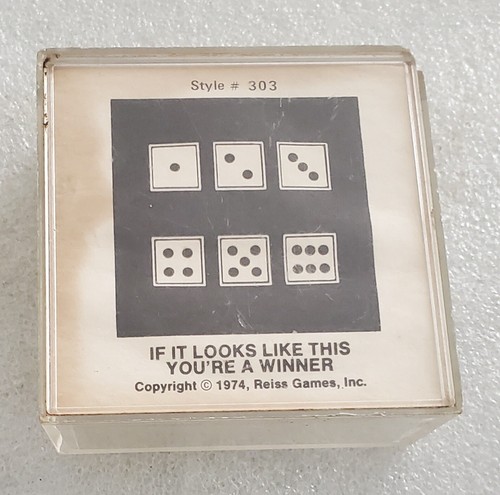 Style # 303
IF IT LOOKS LIKE THIS
YOU'RE A WINNER
Copyright © 1974, Reiss Games, Inc.